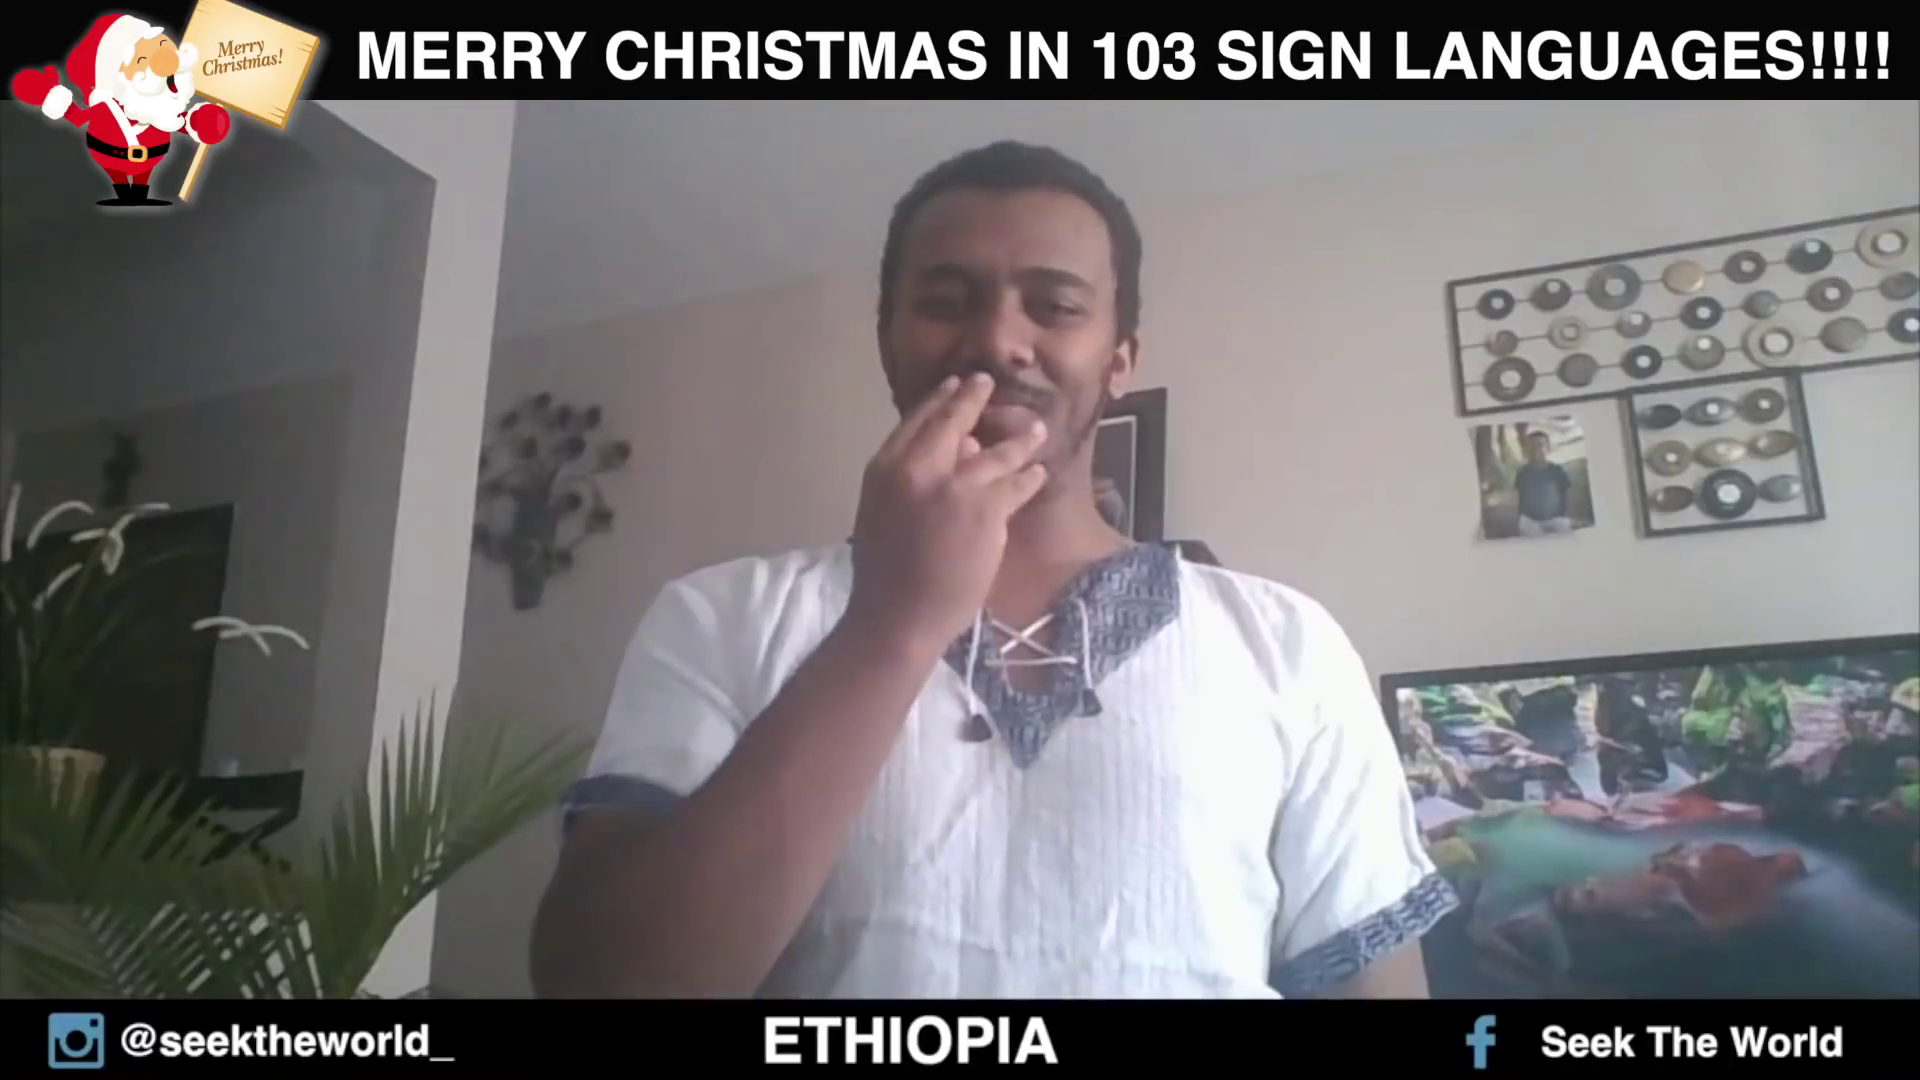 Merry
Christmas!
MERRY CHRISTMAS IN 103 SIGN LANGUAGES!!!!
@seektheworld_
ETHIOPIA
Seek The World